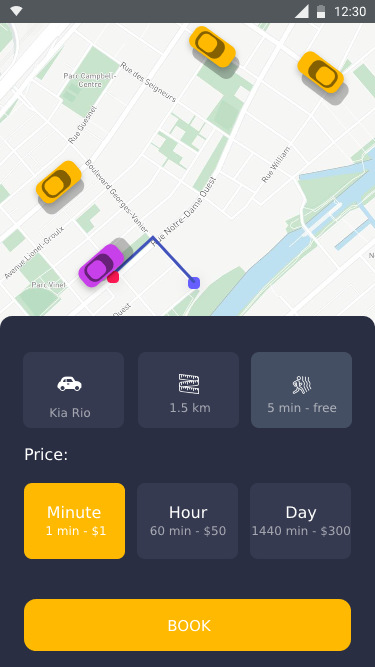 12:30
Parc Campbell-
Centre
Rue des Seigneurs
Rue Quesnel
Boulevard Georges-Vanier
Rue William
Rue Notre-Dame Ouest
Avenue Lionel-Groulx
Parc Vinet
Ouest
N
Kia Rio
1.5 km
5 min - free
Price:
Minute
1 min - $1
Hour
60 min - $50
Day
1440 min - $300
BOOK